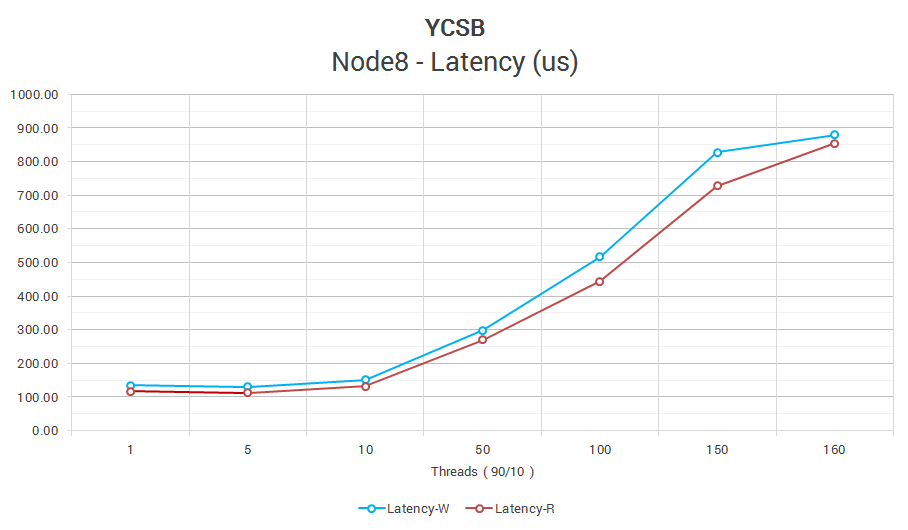 YCSB
Node8 - Latency (us)
1000.00
900.00
800.00
700.00
600.00
500.00
400.00
300.00
200.00
100.00
0.00
1 5 10 50 100 150 160
Threads ( 90/10 )
Latency-W Latency-R